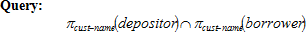 Query:
πcust-name(depositor)∩ πcust-name(borrower)